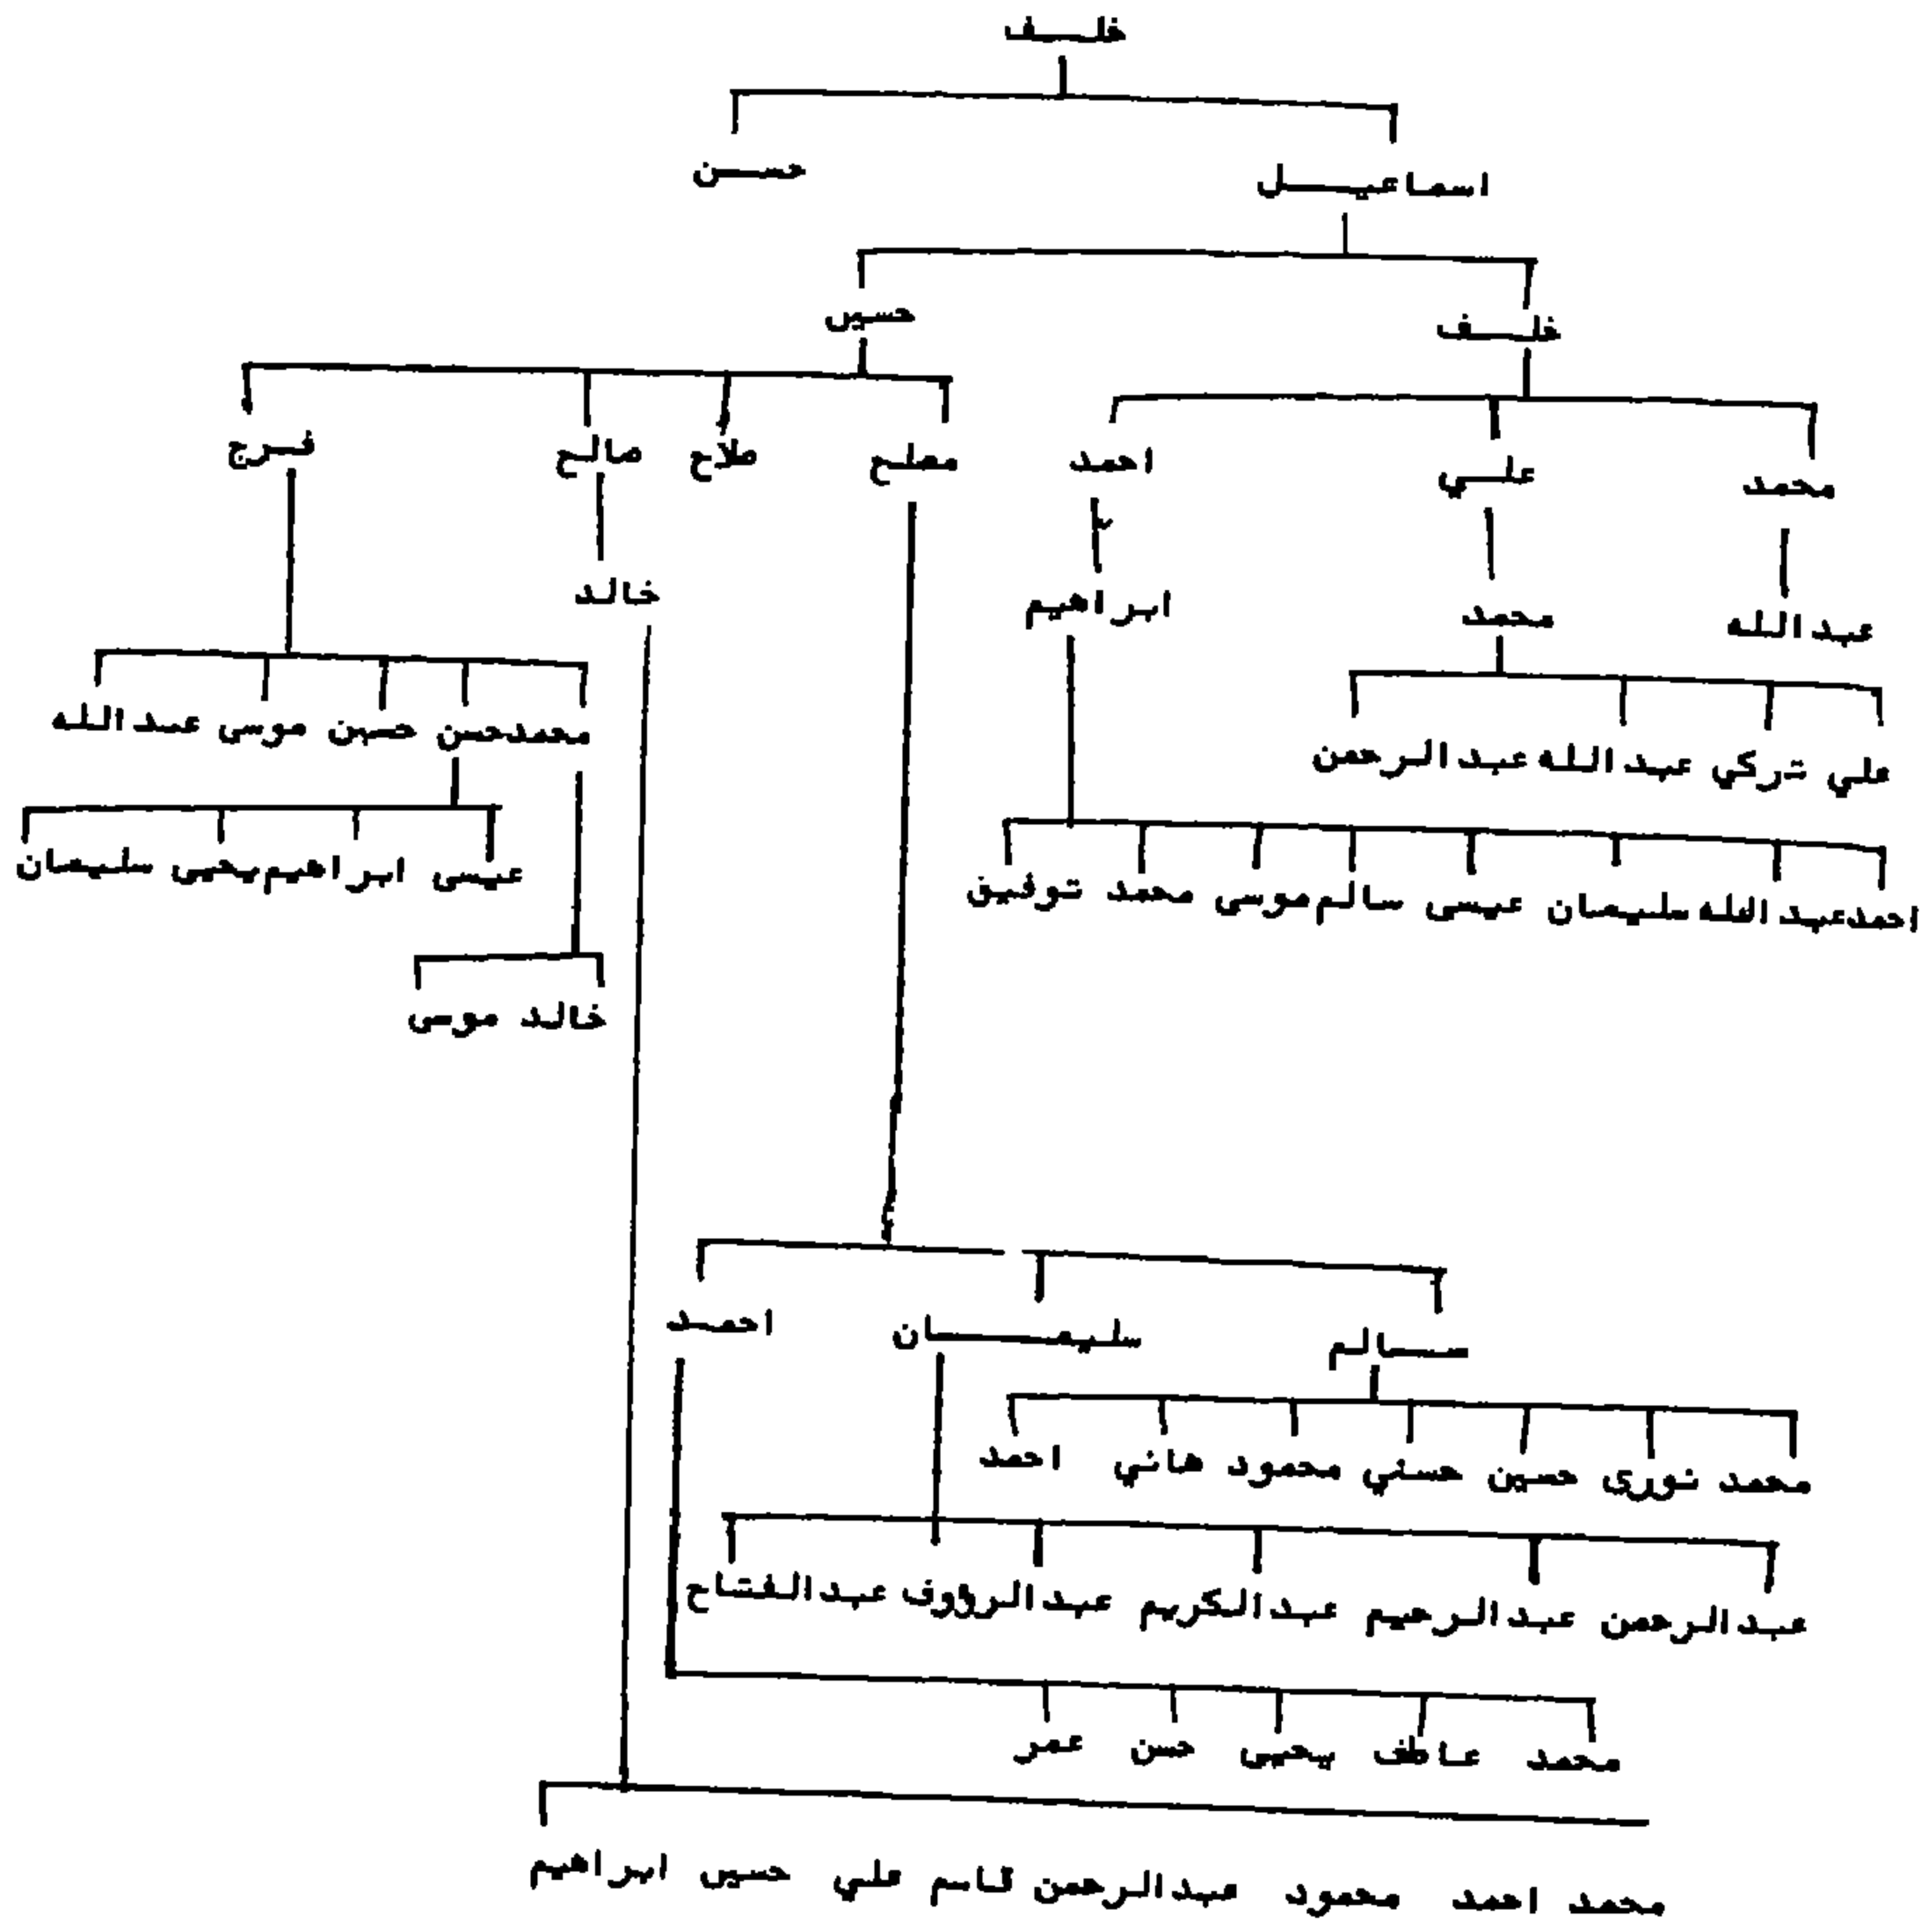 خلف
اسماعيل حسن
خلف حسين
محمد علي احمد مصلح صالح فرج
عبد الله محمد ابراهيم خالد
علي تركي عبد الله عبد الرحمن
محمد حسن حسين موسى عبد الله
احمد عبد الله سليمان عيسى سالم موسى محمد توفيق
عيسى ابراهيم يحيى سليمان
خالد موسى
سالم سليمان احمد
محمد نورى حسين حسني محمود هاني احمد
عبد الرحمن عبد الرحيم عبد الكريم عبد الرؤوف عبد الفتاح
محمد عاطف يحيى حسن عمر
محمد احمد محمود عبد الرحمن قاسم علي حسين ابراهيم